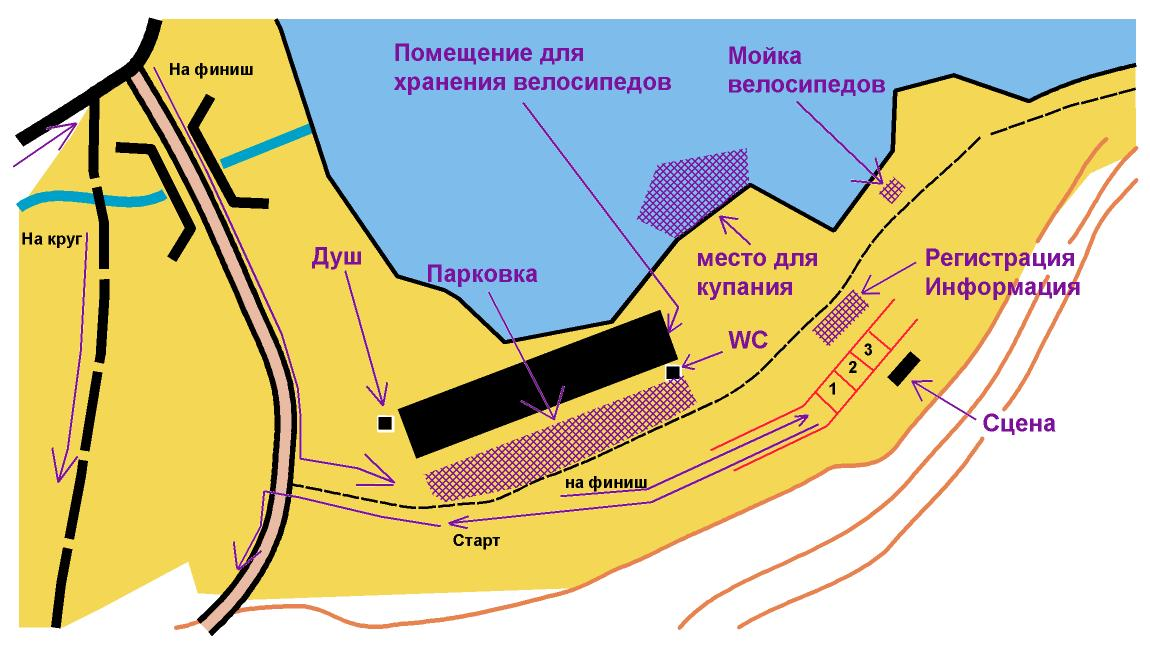 На финиш
Помещение для
хранения велосипедов
Мойка
велосипедов
На круг
Душ
Парковка
место для
купания
Регистрация
Информация
WC
3
2
1
Сцена
на финиш
Старт